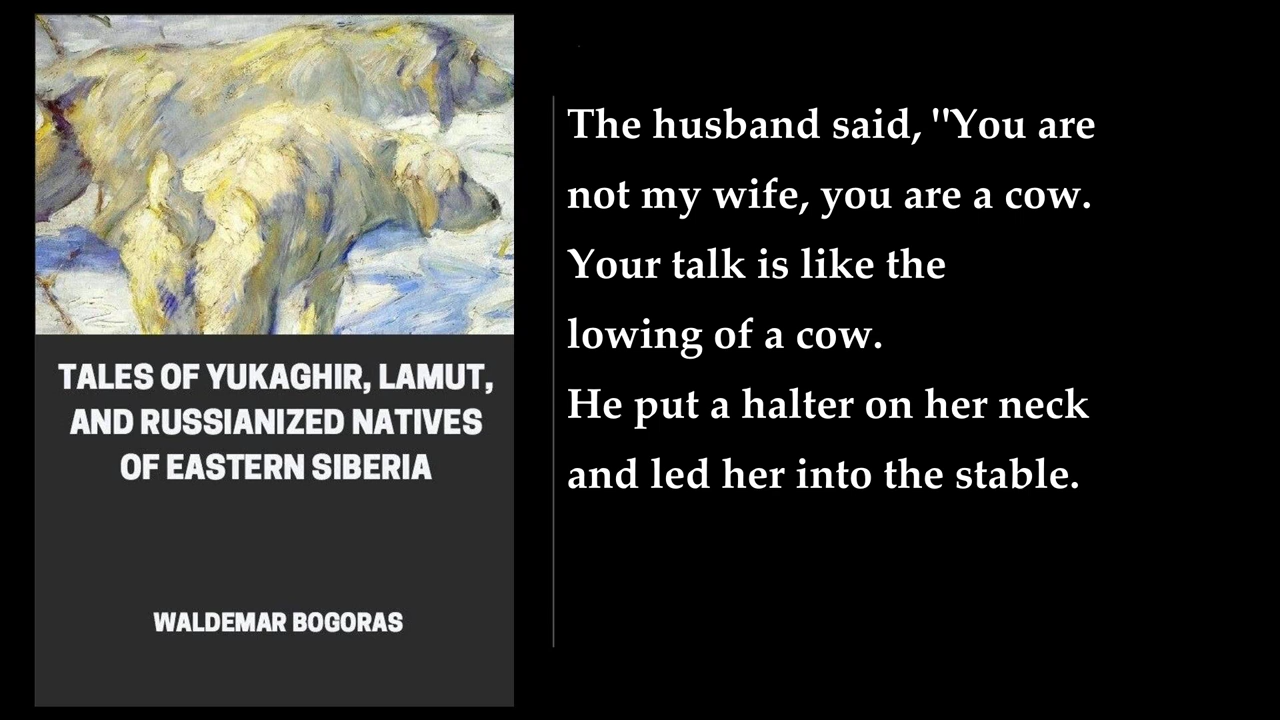 TALES OF YUKAGHIR, LAMUT,
AND RUSSIANIZED NATIVES
OF EASTERN SIBERIA
WALDEMAR BOGORAS
The husband said, "You are
not my wife, you are a cow.
Your talk is like the
lowing of a cow.
He put a halter on her neck
and led her into the stable.